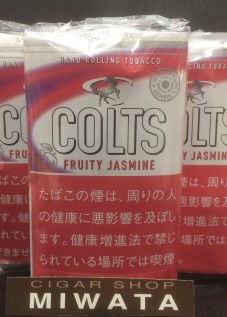 HAND ROLLING TOBACCO
COLTS
FRUITY JASMINE
たばこの煙は、周りの人
の健康に悪影響を及ぼし
ます。健康増進法で禁じ
られている場所では喫煙
CIGAR SHOP
MIWATA